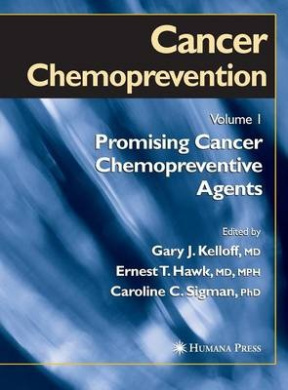 Cancer
Chemoprevention
Volume 1
Promising Cancer
Chemopreventive
Agents
Edited by
Gary J. Kelloff, MD
Ernest T. Hawk, MD, MPH
Caroline C. Sigman, PhD
HUMANA PRESS